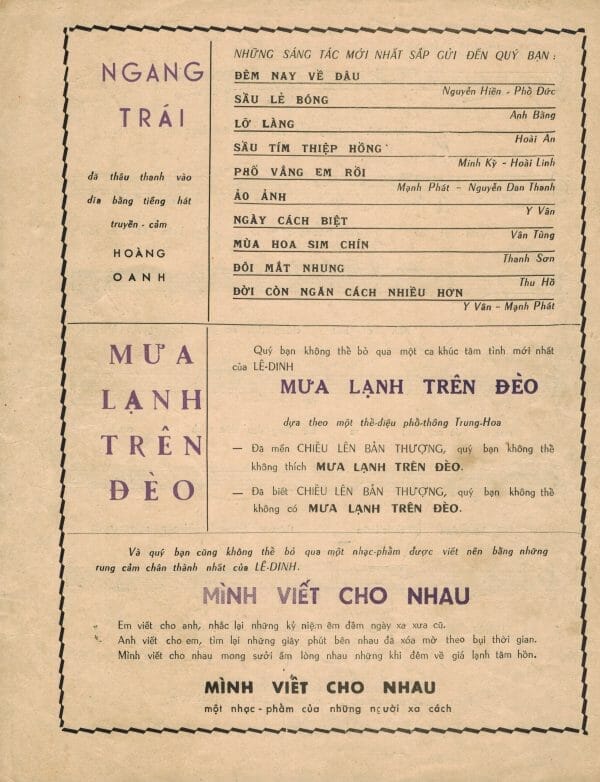 NGANG
TRÁI
đã thâu thanh vào
dĩa bằng tiếng hát
truyền - cảm
HOÀNG
OANH
NHỮNG SÁNG TÁC MỚI NHẤT SẮP GỬI ĐẾN QUÝ BẠN :
ĐÊM NAY VỀ ĐÂU
Nguyễn Hiền - Phồ Đức
SẦU LẺ BÓNG
Anh Bằng
LỠ LÀNG
Hoài An
SẦU TÍM THIỆP HỒNG
Minh Kỳ - Hoài Linh
PHỐ VẮNG EM RỒI
Mạnh Phát - Nguyễn Đan Thanh
ẢO ẢNH
Y Vân
NGÀY CÁCH BIỆT
Văn Tùng
MÙA HOA SIM CHÍN
Thanh Sơn
ĐÔI MẮT NHUNG
Thu Hồ
ĐỜI CÒN NGĂN CÁCH NHIỀU HƠN
Y Vân - Mạnh Phát
MƯA
LẠNH
TRÊN
ĐÈO
Quý bạn không thể bỏ qua một ca khúc tâm tình mới nhất
của LÊ-DINH
MƯA LẠNH TRÊN ĐÈO
dựa theo một thề-điệu phồ-thông Trung-Hoa
— Đã mến CHIỀU LÊN BẢN THƯỢNG, quý bạn không thề
không thích MƯA LẠNH TRÊN ĐÈO.
— Đã biết CHIỀU LÊN BẢN THƯỢNG, quý bạn không thề
không có MƯA LẠNH TRÊN ĐÈO.
Và quý bạn cũng không thề bỏ qua một nhạc-phầm được viết nên bằng những
rung cảm chân thành nhất của LÊ-DINH.
MÌNH VIẾT CHO NHAU
Em viết cho anh, nhắc lại những kỷ niệm êm đềm ngày xa xưa cũ.
Anh viết cho em, tìm lại những giây phút bên nhau đã xóa mờ theo bụi thời gian.
Mình viết cho nhau mong sưởi ấm lòng nhau những khi đêm về giá lạnh tâm hồn.
MÌNH VIẾT CHO NHAU
một nhạc - phầm của những người xa cách